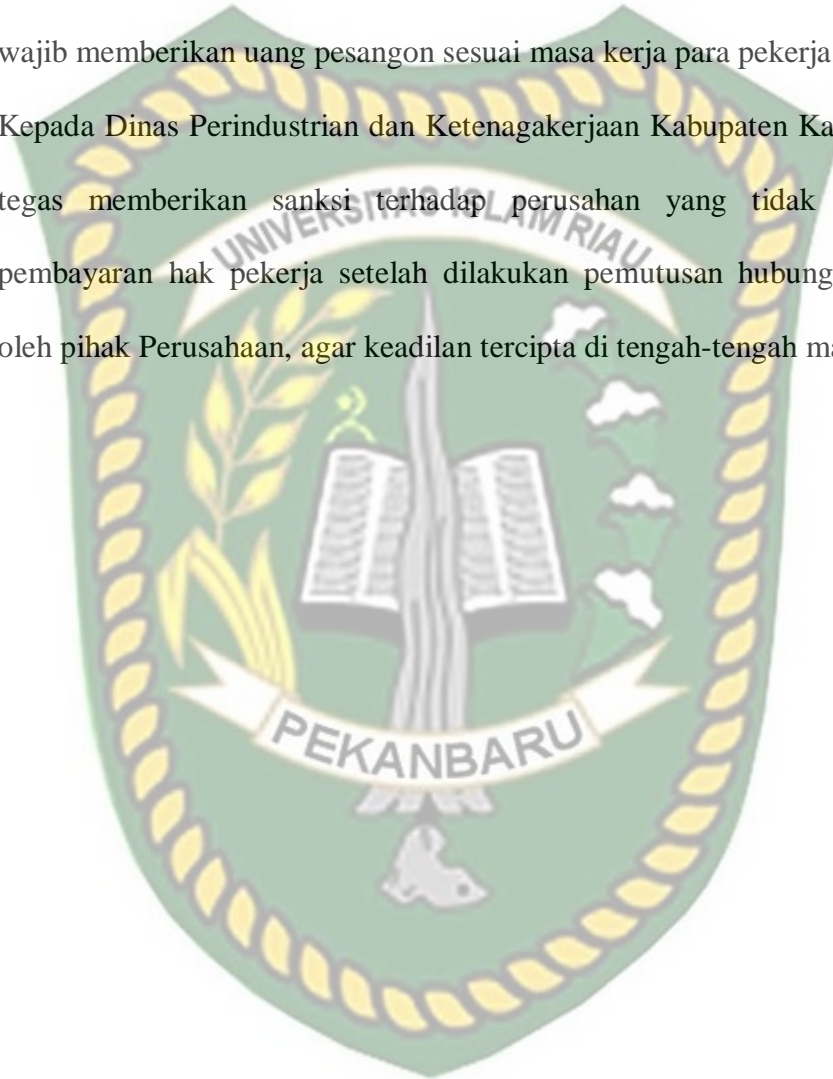 wajib memberikan uang pesangon sesuai masa kerja para pekerja
Kepada Dinas Perindustrian dan Ketenagakerjaan Kabupaten Ka
tegas memberikan sanksi terhadap perusahan yang tidak
UNIVERSITAS ISLAM RIAU
pembayaran hak pekerja setelah dilakukan pemutusan hubung
oleh pihak Perusahaan, agar keadilan tercipta di tengah-tengah ma
PEKANBARU